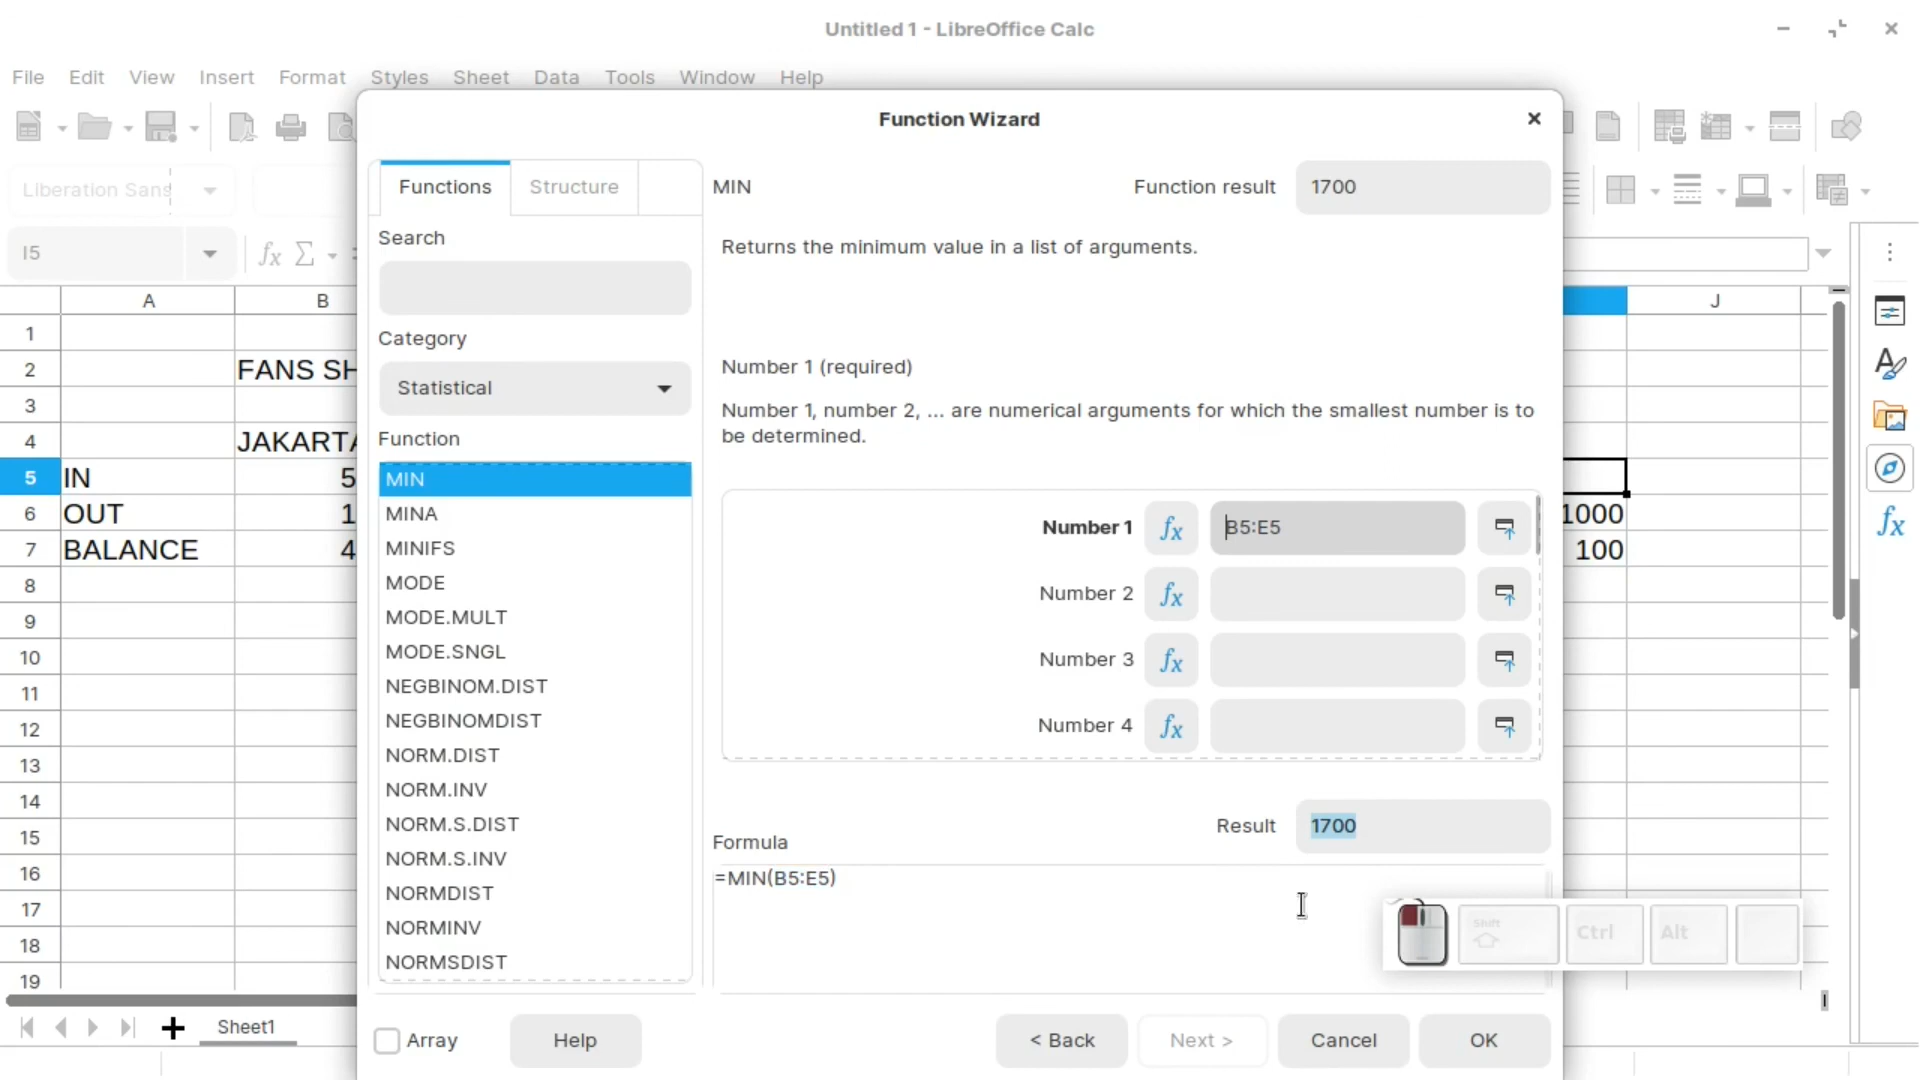 Untitled 1 - LibreOffice Calc
File Edit View Insert Format Styles Sheet Data Tools Window Help
Function Wizard
Liberation Sans
Functions Structure
MIN
Function result 1700
Search
Returns the minimum value in a list of arguments.
I5
fx Σ =
A B J
Category
Statistical
Number 1 (required)
Number 1, number 2, ... are numerical arguments for which the smallest number is to
be determined.
Function
1
2 FANS SH
3
4 JAKARTA
5 IN 5
6 OUT 1 1000
7 BALANCE 4 100
8
9
10
11
12
13
14
15
16
17
18
19
MIN
MINA
MINIFS
MODE
MODE.MULT
MODE.SNGL
NEGBINOM.DIST
NEGBINOMDIST
NORM.DIST
NORM.INV
NORM.S.DIST
NORM.S.INV
NORMDIST
NORMINV
NORMSDIST
Number 1 fx B5:E5
Number 2 fx
Number 3 fx
Number 4 fx
Result 1700
Formula
=MIN(B5:E5)
Shift Ctrl Alt
Sheet1
Array Help < Back Next > Cancel OK
fx